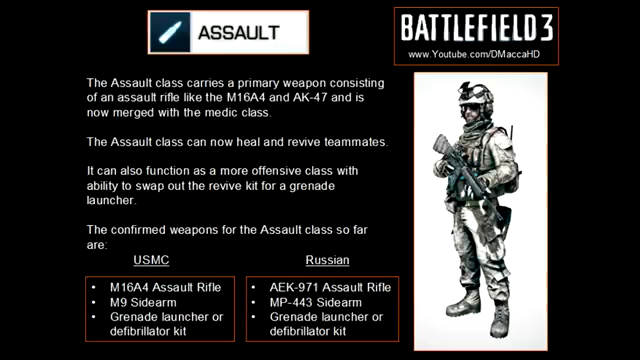 ASSAULT
BATTLEFIELD 3
www.Youtube.com/DMaccaHD
The Assault class carries a primary weapon consisting
of an assault rifle like the M16A4 and AK-47 and is
now merged with the medic class.
The Assault class can now heal and revive teammates.
It can also function as a more offensive class with
ability to swap out the revive kit for a grenade
launcher.
The confirmed weapons for the Assault class so far
are:
USMC
• M16A4 Assault Rifle
• M9 Sidearm
• Grenade launcher or
defibrillator kit
Russian
• AEK-971 Assault Rifle
• MP-443 Sidearm
• Grenade launcher or
defibrillator kit